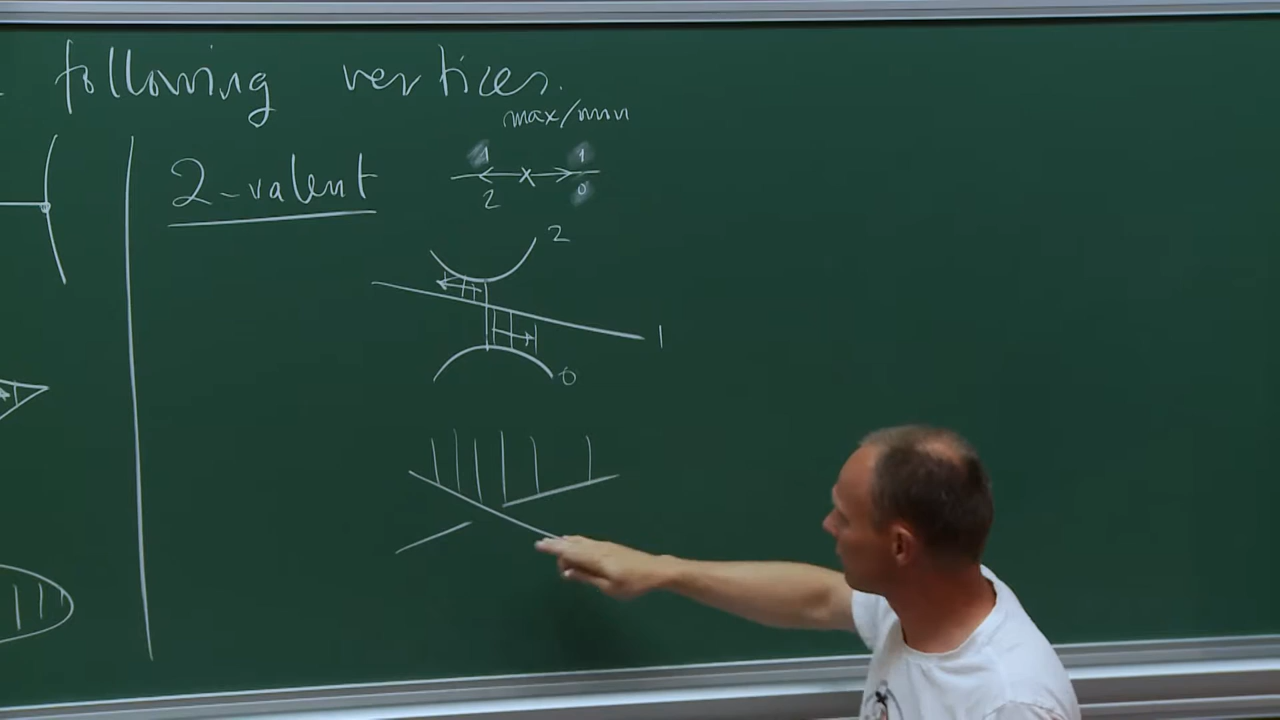 following vertices.
max/min
2-valent
1 1
2 0
2
1
0